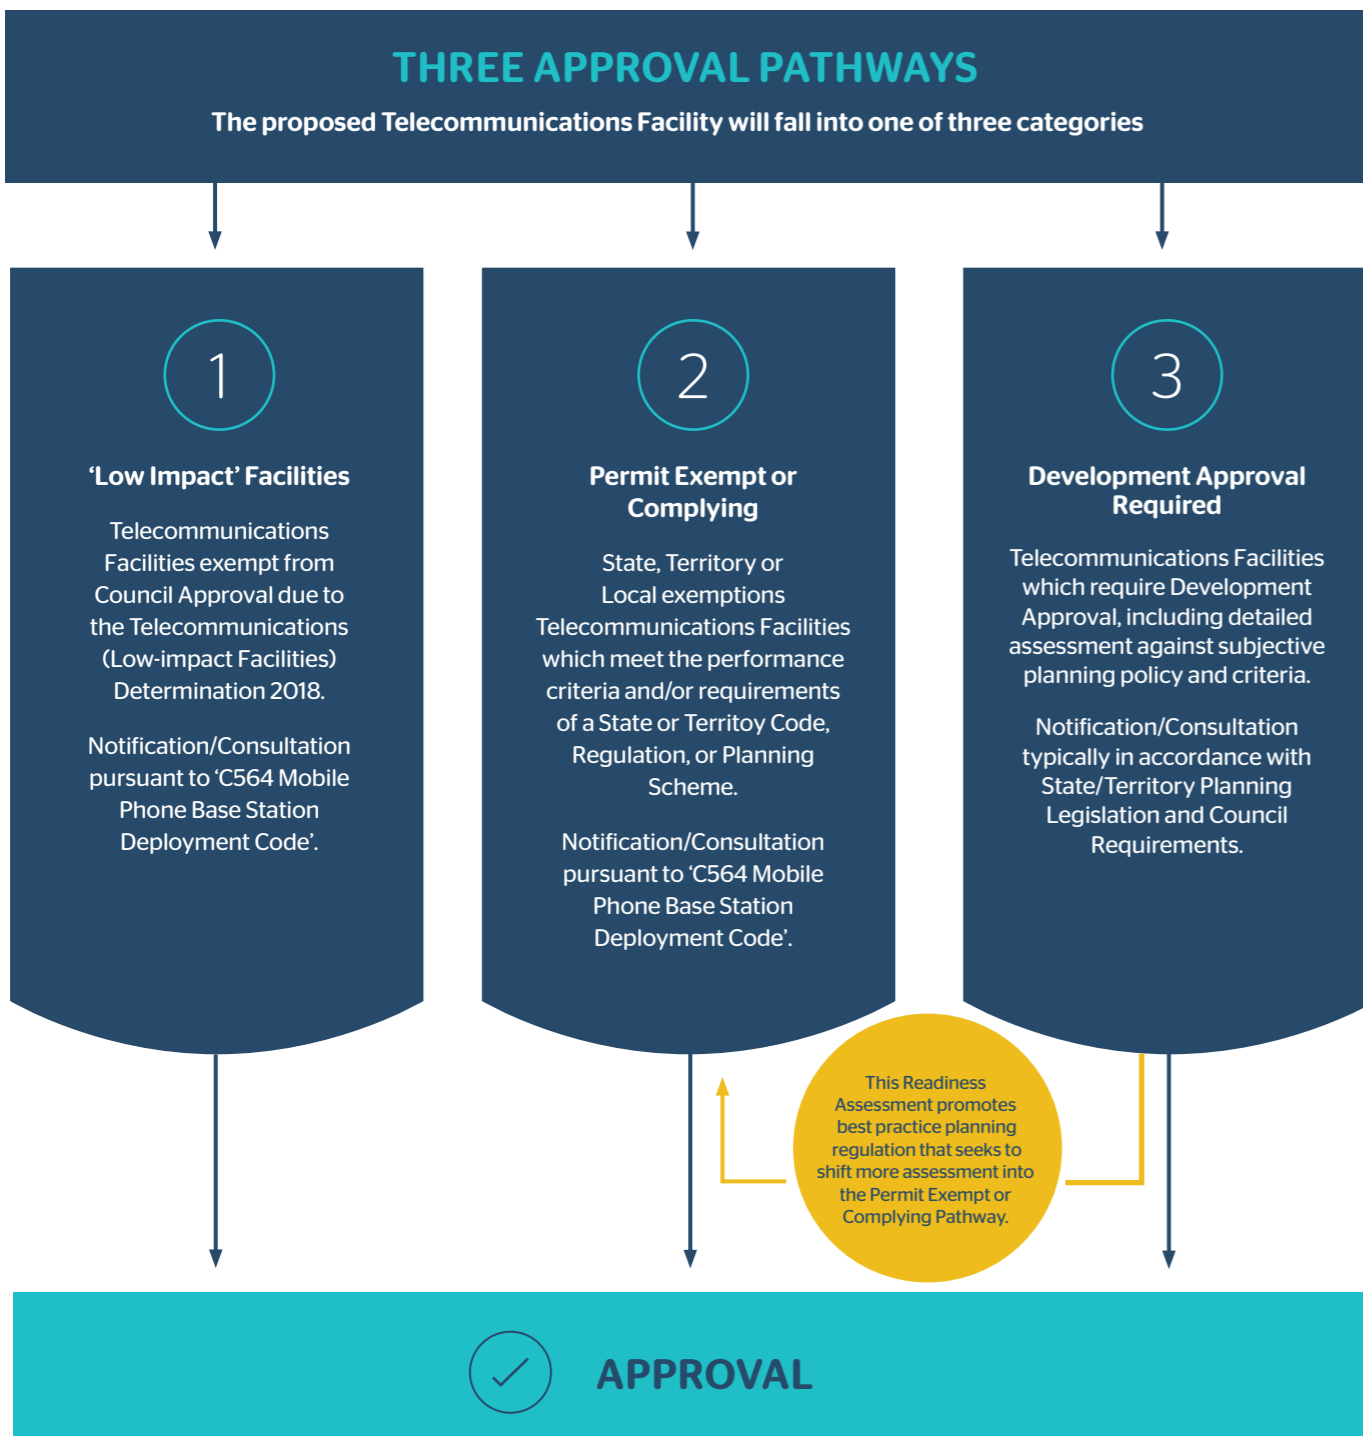 THREE APPROVAL PATHWAYS
The proposed Telecommunications Facility will fall into one of three categories
1
‘Low Impact’ Facilities
Telecommunications
Facilities exempt from
Council Approval due to
the Telecommunications
(Low-impact Facilities)
Determination 2018.
Notification/Consultation
pursuant to ‘C564 Mobile
Phone Base Station
Deployment Code’.
2
Permit Exempt or
Complying
State, Territory or
Local exemptions
Telecommunications Facilities
which meet the performance
criteria and/or requirements
of a State or Territoy Code,
Regulation, or Planning
Scheme.
Notification/Consultation
pursuant to ‘C564 Mobile
Phone Base Station
Deployment Code’.
3
Development Approval
Required
Telecommunications Facilities
which require Development
Approval, including detailed
assessment against subjective
planning policy and criteria.
Notification/Consultation
typically in accordance with
State/Territory Planning
Legislation and Council
Requirements.
This Readiness
Assessment promotes
best practice planning
regulation that seeks to
shift more assessment into
the Permit Exempt or
Complying Pathway.
APPROVAL